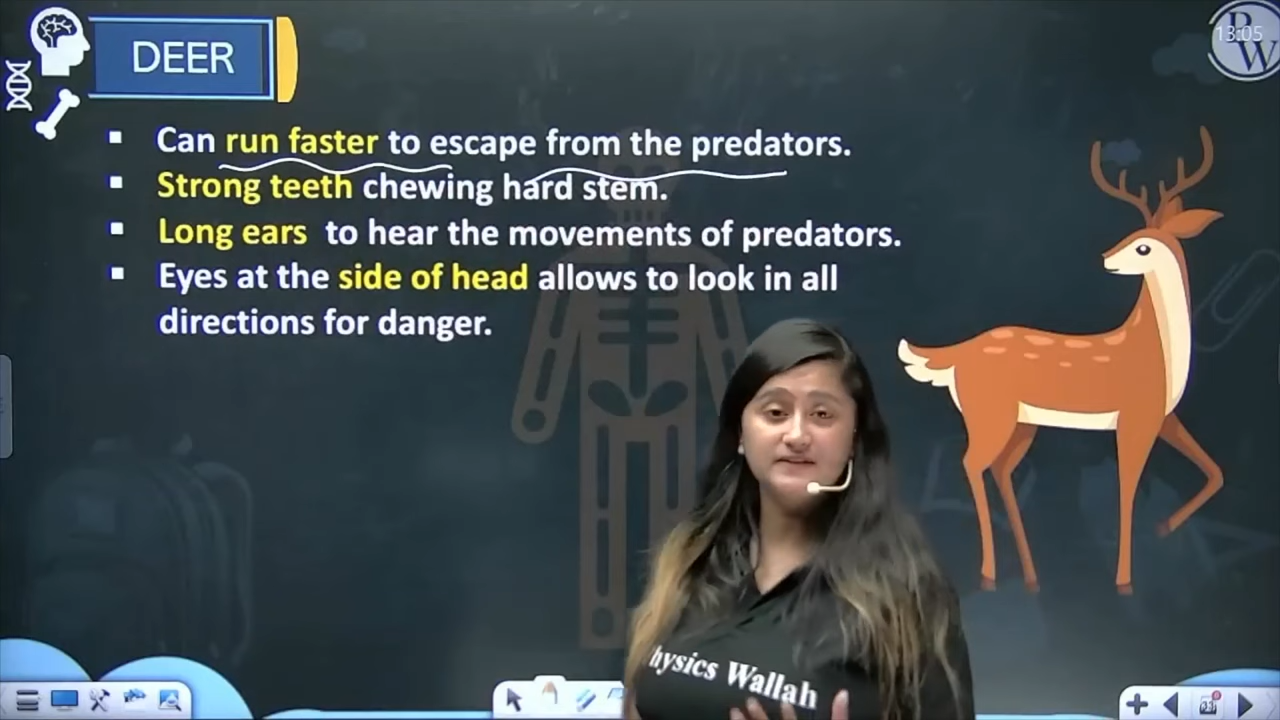 DEER
PW
13:05
▪ Can run faster to escape from the predators.
▪ Strong teeth chewing hard stem.
▪ Long ears to hear the movements of predators.
▪ Eyes at the side of head allows to look in all
directions for danger.
hysics Wallah